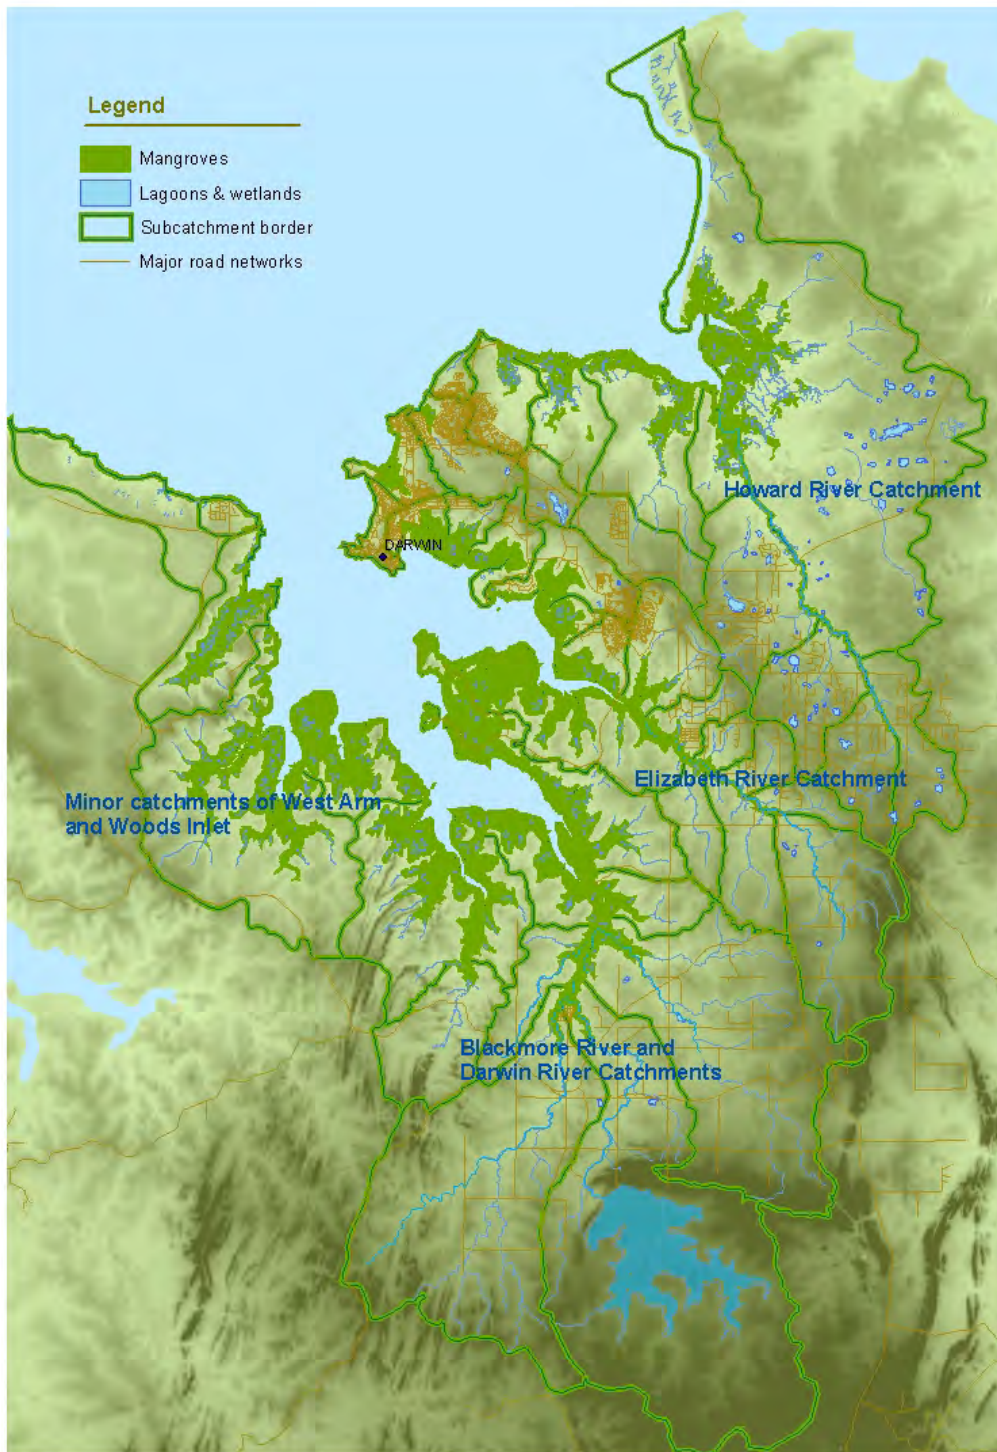 Legend
Mangroves
Lagoons & wetlands
Subcatchment border
Major road networks
Howard River Catchment
DARWIN
Elizabeth River Catchment
Minor catchments of West Arm
and Woods Inlet
Blackmore River and
Darwin River Catchments